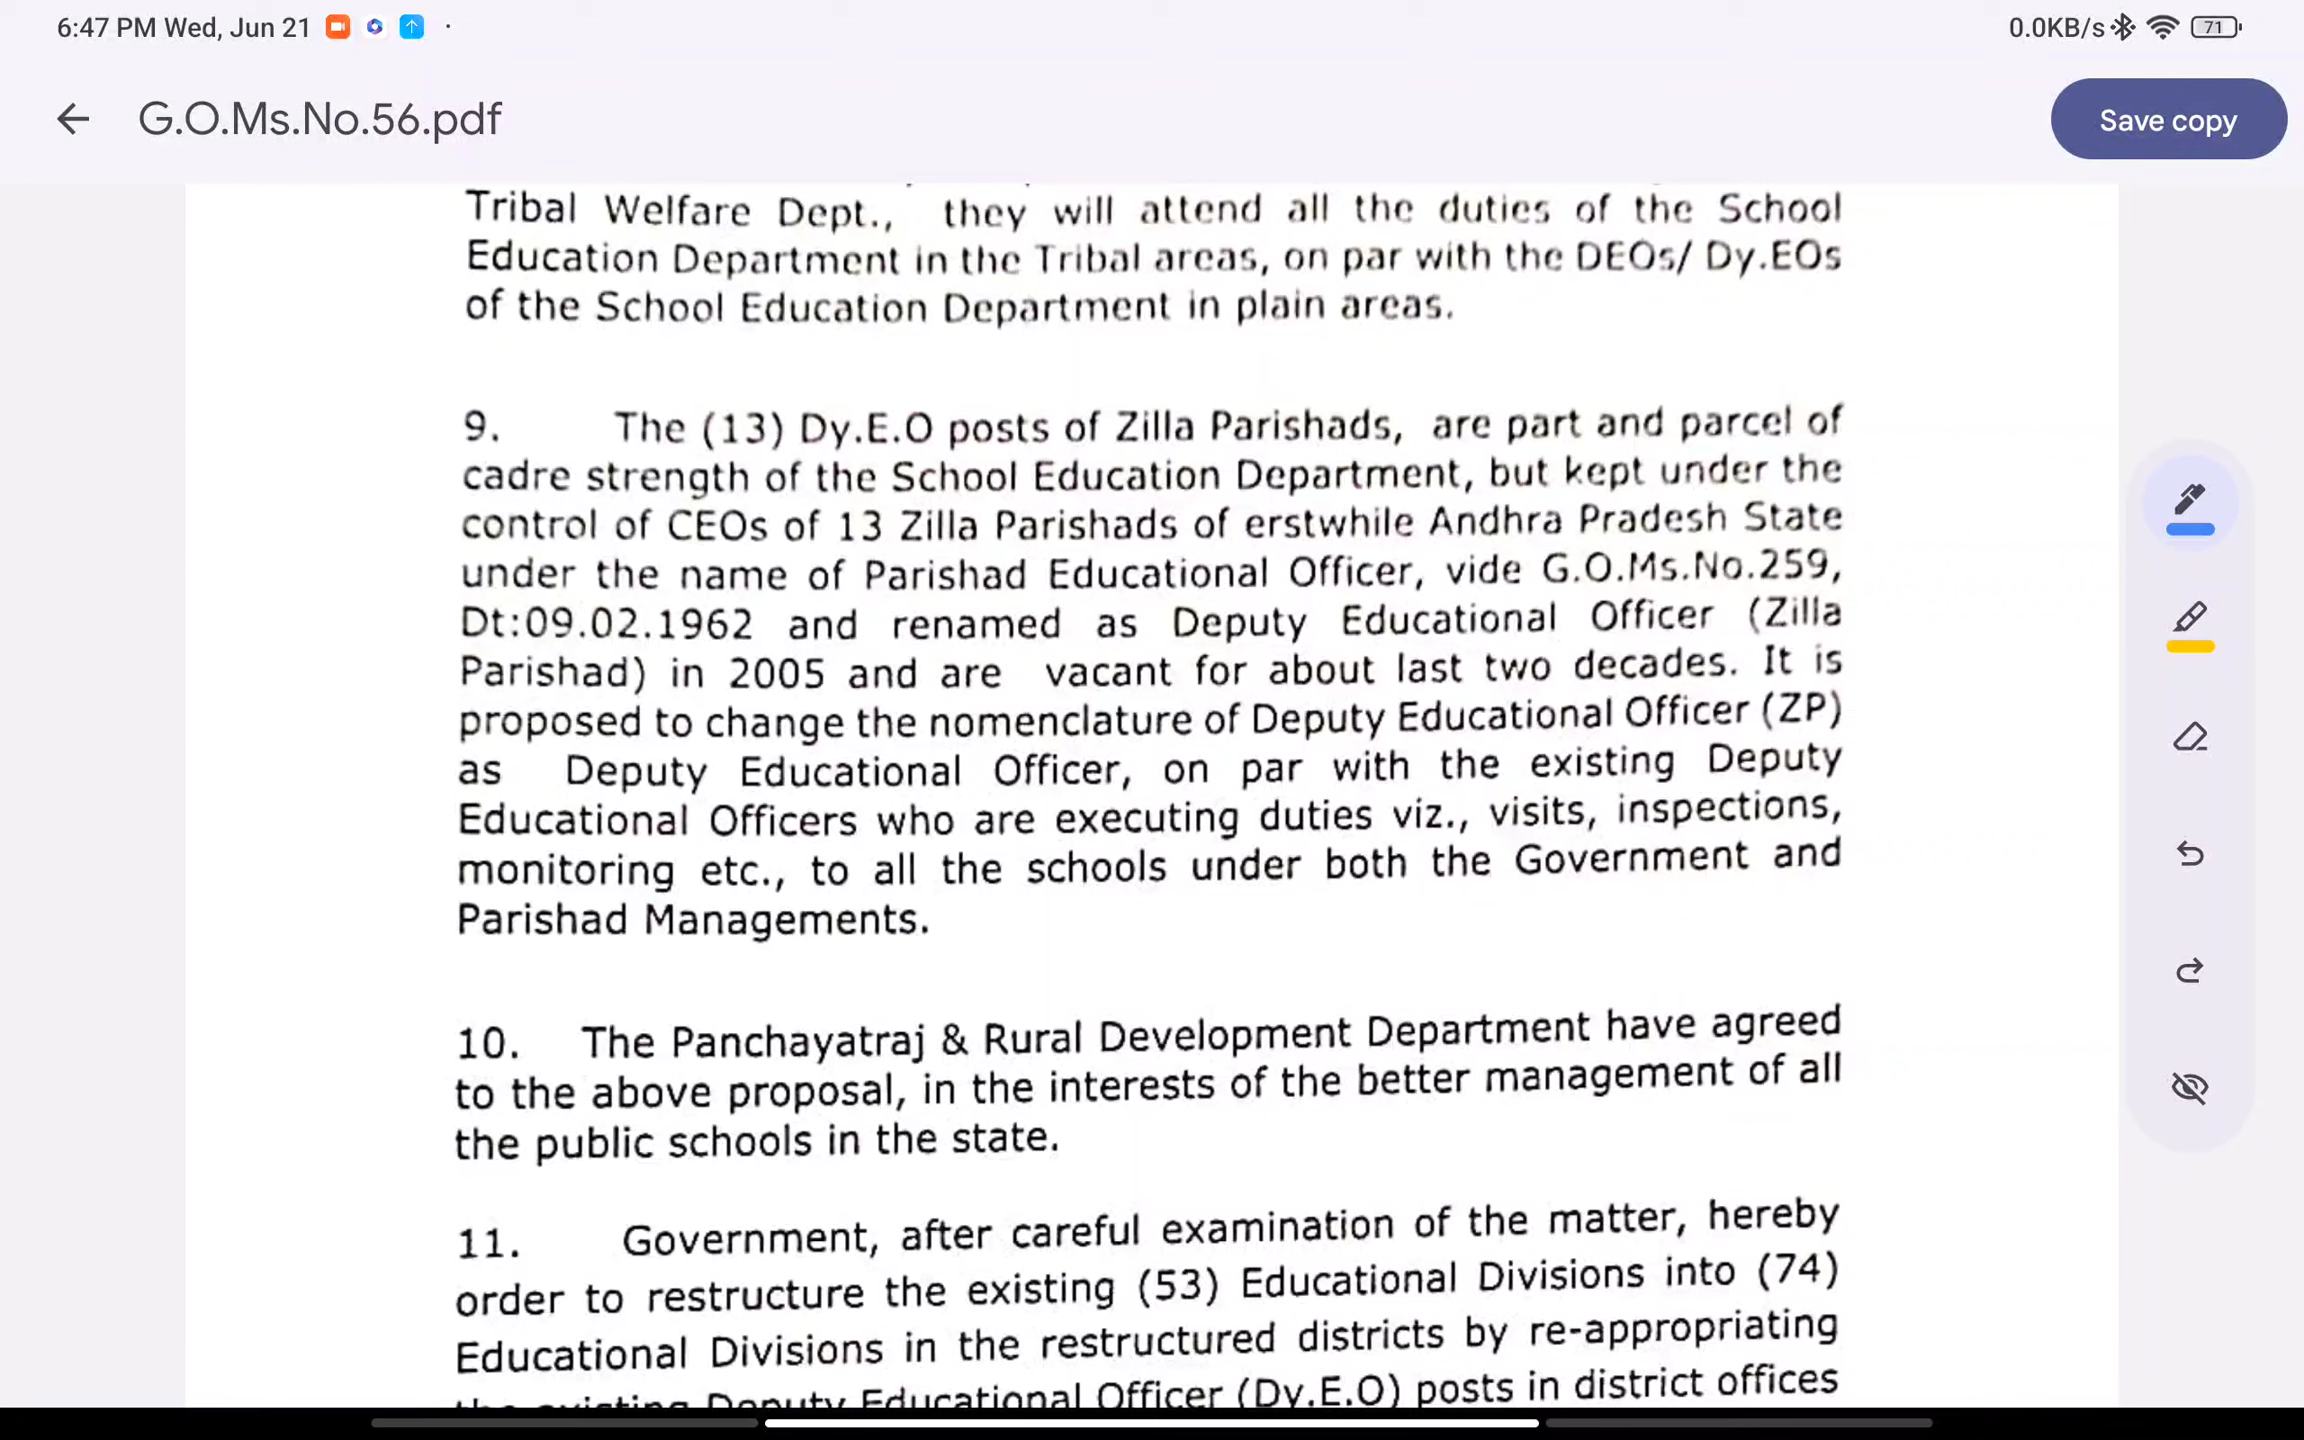 6:47 PM Wed, Jun 21
0.0KB/s
71
G.O.Ms.No.56.pdf
Save copy
Tribal Welfare Dept., they will attend all the duties of the School
Education Department in the Tribal areas, on par with the DEOs/ Dy.EOs
of the School Education Department in plain areas.
9. The (13) Dy.E.O posts of Zilla Parishads, are part and parcel of
cadre strength of the School Education Department, but kept under the
control of CEOs of 13 Zilla Parishads of erstwhile Andhra Pradesh State
under the name of Parishad Educational Officer, vide G.O.Ms.No.259,
Dt:09.02.1962 and renamed as Deputy Educational Officer (Zilla
Parishad) in 2005 and are vacant for about last two decades. It is
proposed to change the nomenclature of Deputy Educational Officer (ZP)
as Deputy Educational Officer, on par with the existing Deputy
Educational Officers who are executing duties viz., visits, inspections,
monitoring etc., to all the schools under both the Government and
Parishad Managements.
10. The Panchayatraj & Rural Development Department have agreed
to the above proposal, in the interests of the better management of all
the public schools in the state.
11. Government, after careful examination of the matter, hereby
order to restructure the existing (53) Educational Divisions into (74)
Educational Divisions in the restructured districts by re-appropriating
the existing Deputy Educational Officer (Dy.E.O) posts in district offices